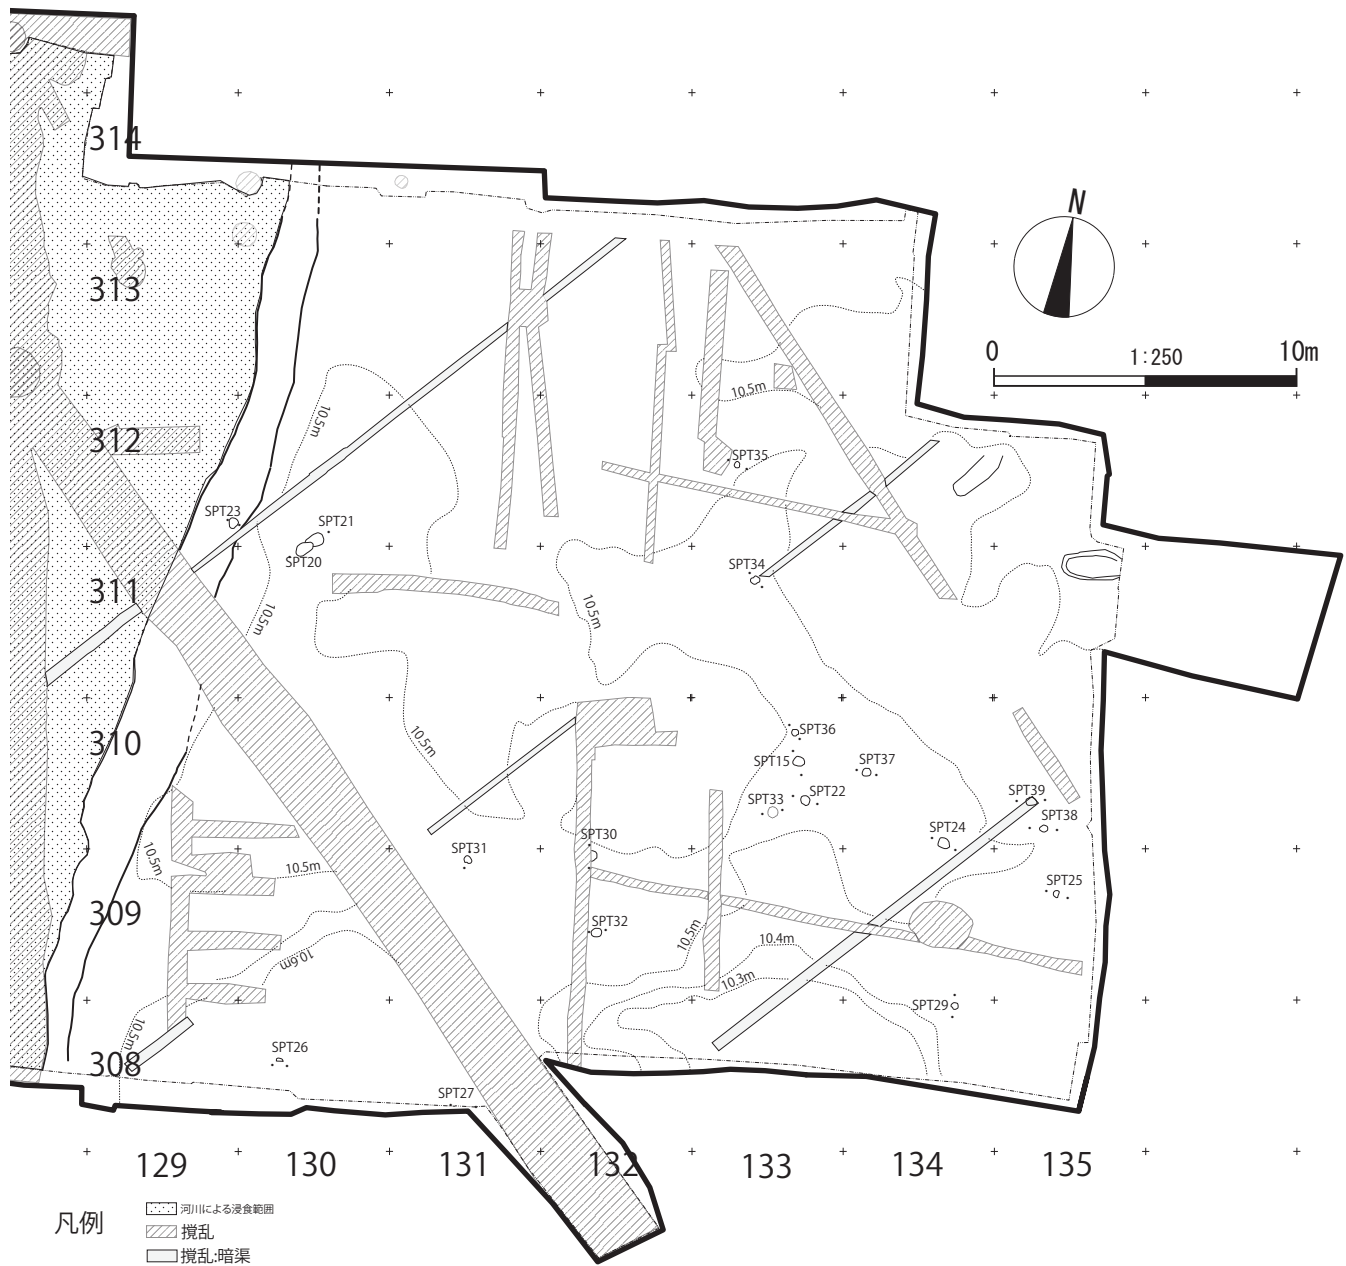 314
N
313
0 1:250 10m
10.5m
10.5m
312
SPT35
SPT23
SPT21
SPT20
SPT34
311
10.5m
10.5m
310
10.5m
SPT36
SPT15
SPT37
SPT39
SPT33
SPT22
SPT38
SPT30
SPT24
10.5m
SPT31
10.5m
SPT25
309
SPT32
10.5m
10.4m
10.6m
10.3m
SPT29
10.5m
308
SPT26
SPT27
129 130 131 132 133 134 135
凡例
河川による浸食範囲
撹乱
撹乱:暗渠